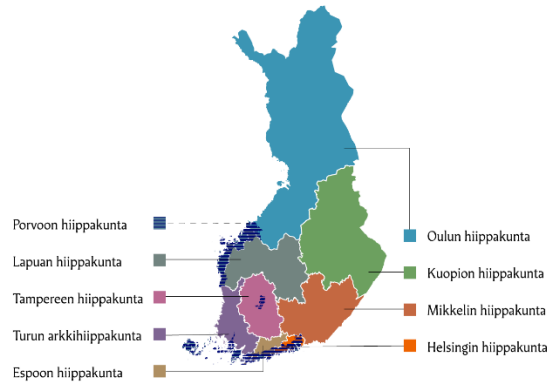 Porvoon hiippakunta
Lapuan hiippakunta
Tampereen hiippakunta
Turun arkkihiippakunta
Espoon hiippakunta
Oulun hiippakunta
Kuopion hiippakunta
Mikkelin hiippakunta
Helsingin hiippakunta